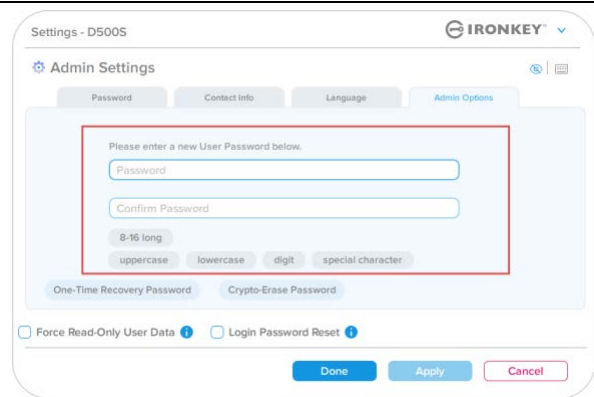 Settings - D500S
IRONKEY™
Admin Settings
Password Contact Info Language Admin Options
Please enter a new User Password below.
Password
Confirm Password
8-16 long
uppercase lowercase digit special character
One-Time Recovery Password Crypto-Erase Password
Force Read-Only User Data Login Password Reset
Done Apply Cancel